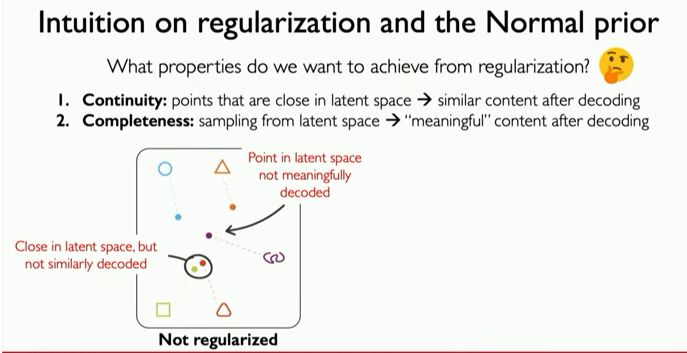 Intuition on regularization and the Normal prior
What properties do we want to achieve from regularization?
1. Continuity: points that are close in latent space → similar content after decoding
2. Completeness: sampling from latent space → "meaningful" content after decoding
Point in latent space
not meaningfully
decoded
Close in latent space, but
not similarly decoded
Not regularized